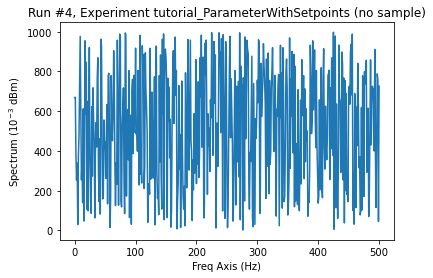 Run #4, Experiment tutorial_ParameterWithSetpoints (no sample)
1000
800
600
400
200
0
Spectrum (10⁻³ dBm)
0 100 200 300 400 500
Freq Axis (Hz)